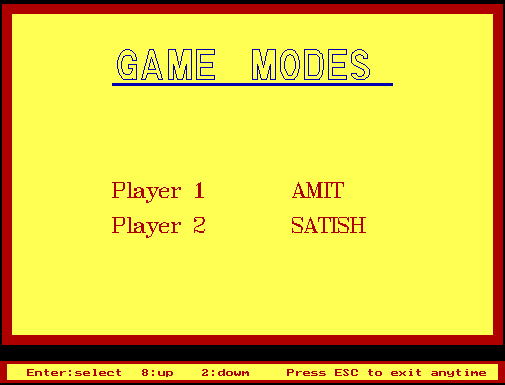 GAME MODES
Player 1 AMIT
Player 2 SATISH
Enter:select 8:up 2:down Press ESC to exit anytime